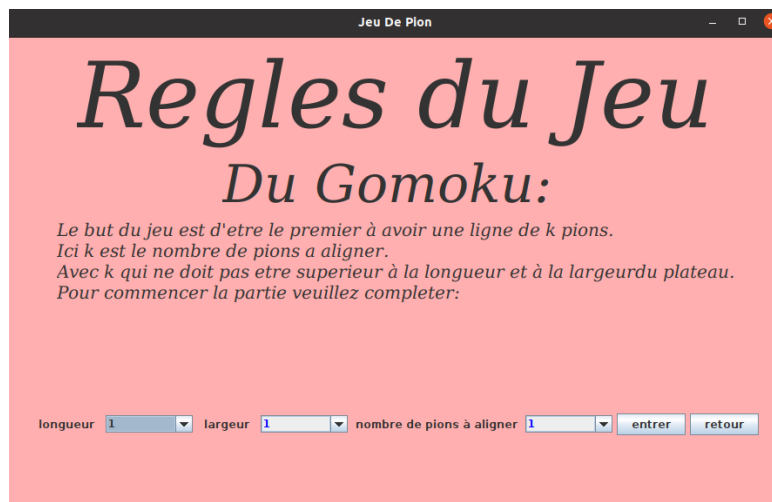 Jeu De Pion
Regles du Jeu
Du Gomoku:
Le but du jeu est d'etre le premier à avoir une ligne de k pions.
Ici k est le nombre de pions a aligner.
Avec k qui ne doit pas etre superieur à la longueur et à la largeurdu plateau.
Pour commencer la partie veuillez completer:
longueur 1 largeur 1 nombre de pions à aligner 1 entrer retour